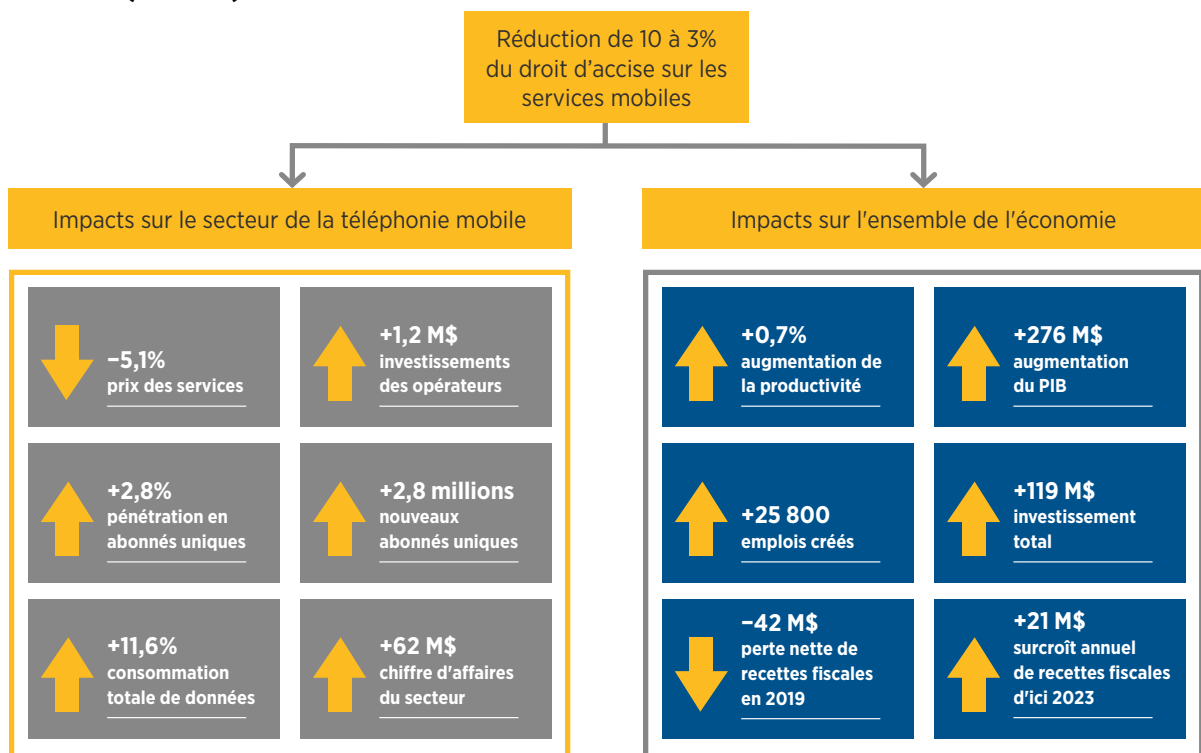 Réduction de 10 à 3%
du droit d’accise sur les
services mobiles
Impacts sur le secteur de la téléphonie mobile
−5,1%
prix des services
+1,2 M$
investissements
des opérateurs
+2,8%
pénétration en
abonnés uniques
+2,8 millions
nouveaux
abonnés uniques
+11,6%
consommation
totale de données
+62 M$
chiffre d'affaires
du secteur
Impacts sur l'ensemble de l'économie
+0,7%
augmentation de
la productivité
+276 M$
augmentation
du PIB
+25 800
emplois créés
+119 M$
investissement
total
−42 M$
perte nette de
recettes fiscales
en 2019
+21 M$
surcroît annuel
de recettes fiscales
d'ici 2023